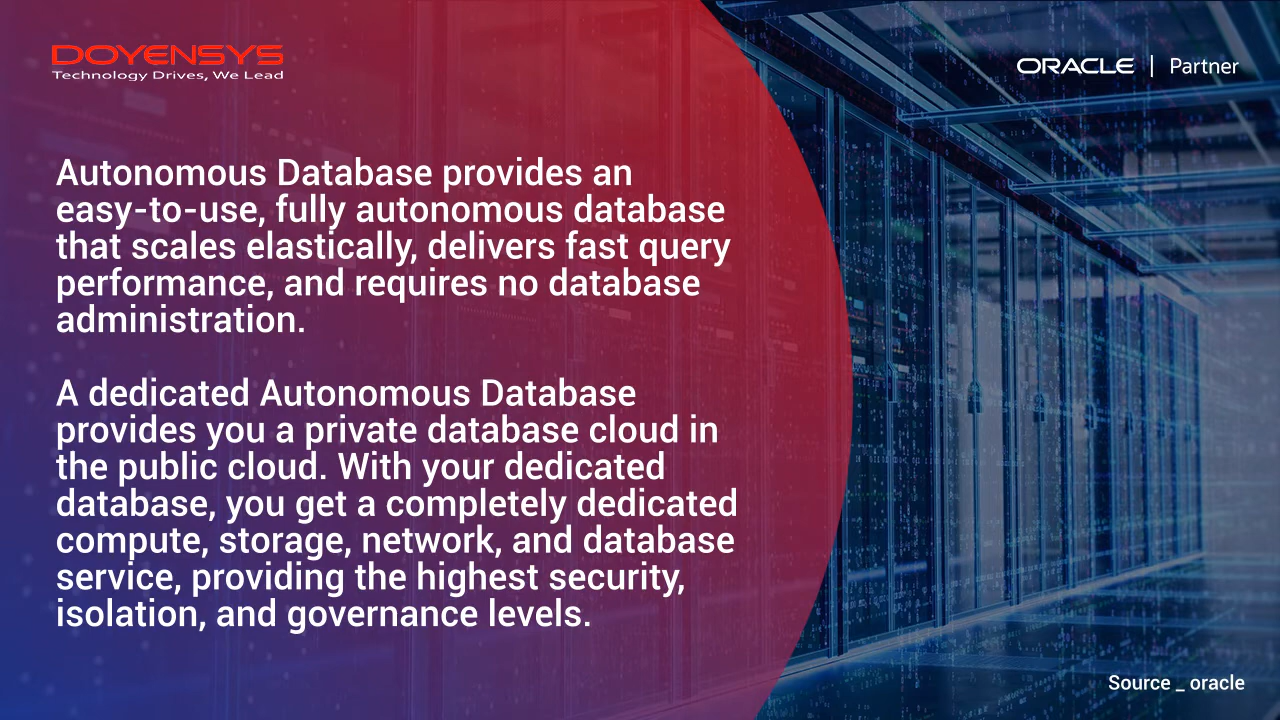 DOYENSYS
Technology Drives, We Lead
ORACLE | Partner
Autonomous Database provides an
easy-to-use, fully autonomous database
that scales elastically, delivers fast query
performance, and requires no database
administration.
A dedicated Autonomous Database
provides you a private database cloud in
the public cloud. With your dedicated
database, you get a completely dedicated
compute, storage, network, and database
service, providing the highest security,
isolation, and governance levels.
Source _ oracle